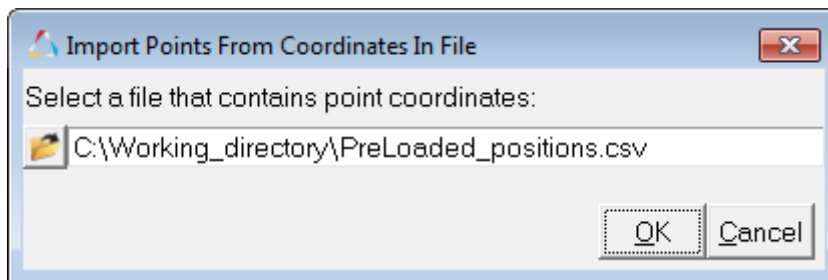 Import Points From Coordinates In File
Select a file that contains point coordinates:
C:\Working_directory\PreLoaded_positions.csv
OK Cancel